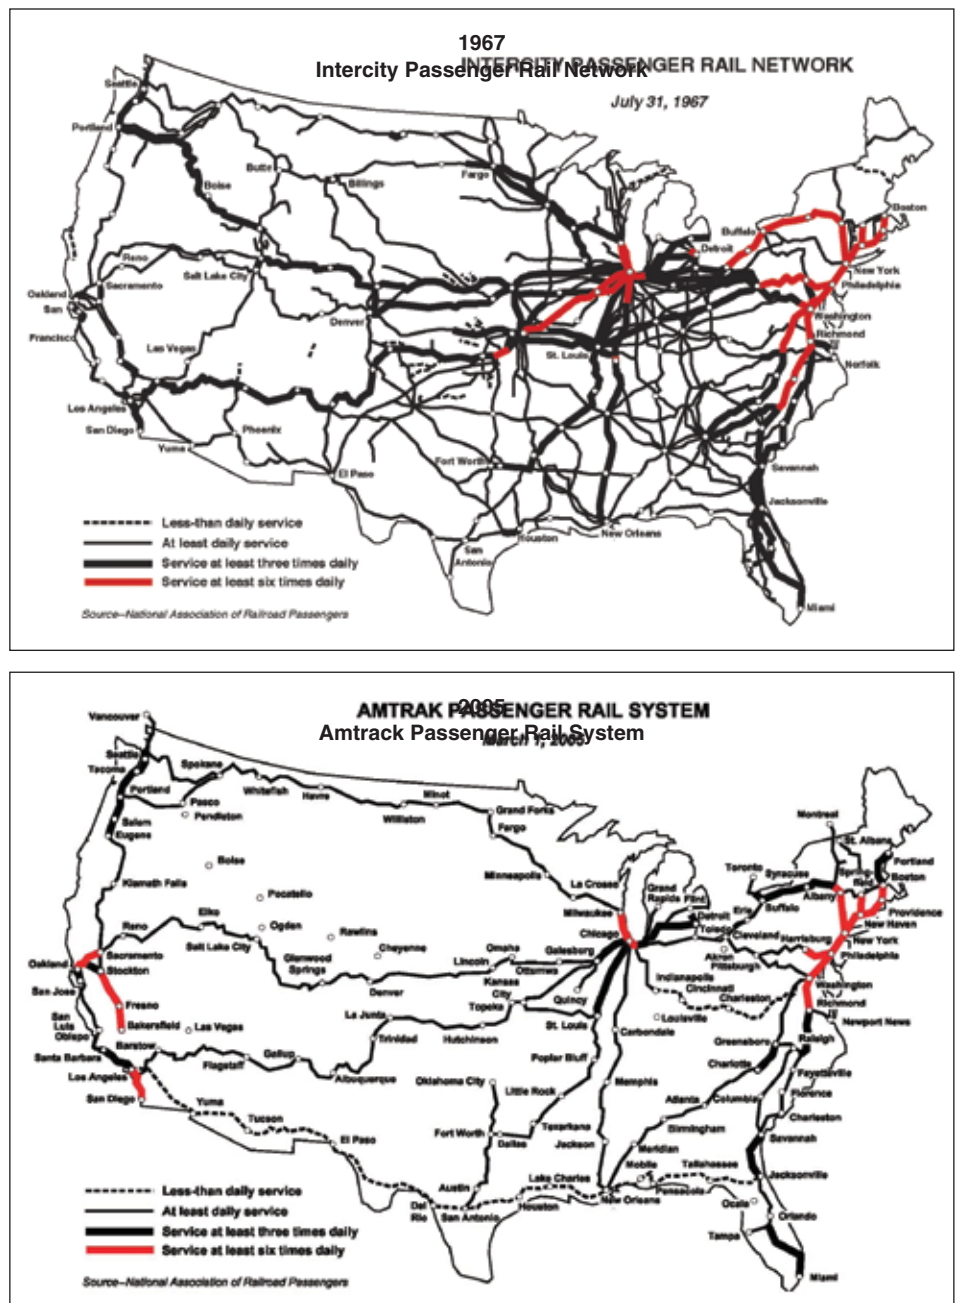 1967
INTERCITY PASSENGER RAIL NETWORK
Intercity Passenger Rail Network
July 31, 1967
Seattle
Portland
Butte
Billings
Fargo
Boise
Boston
Buffalo
Detroit
Reno
Salt Lake City
New York
Sacramento
Philadelphia
Oakland
San
Francisco
Denver
Washington
Richmond
Las Vegas
St. Louis
Norfolk
Los Angeles
San Diego
Phoenix
Yuma
El Paso
Fort Worth
Savannah
Jacksonville
Houston
New Orleans
San
Antonio
Miami
Less-than daily service
At least daily service
Service at least three times daily
Service at least six times daily
Source--National Association of Railroad Passengers
2005
AMTRAK PASSENGER RAIL SYSTEM
Amtrack Passenger Rail System
March 1, 2005
Vancouver
Seattle
Tacoma
Spokane
Portland
Whitefish
Havre
Minot
Pasco
Williston
Grand Forks
Pendleton
Fargo
Salem
Eugene
Montreal
St. Albans
Boise
Minneapolis
Toronto
Syracuse
Spring-
field
Portland
Boston
Klamath Falls
Pocatello
La Crosse
Grand
Rapids
Flint
Albany
Milwaukee
Erie
Buffalo
Providence
Elko
Detroit
New Haven
Reno
Ogden
Rawlins
Chicago
Toledo
Cleveland
Harrisburg
New York
Salt Lake City
Cheyenne
Omaha
Galesburg
Akron
Philadelphia
Sacramento
Glenwood
Springs
Lincoln
Ottumwa
Pittsburgh
Oakland
Stockton
Indianapolis
Cincinnati
Washington
San Jose
Denver
Kansas
City
Quincy
Charleston
Richmond
Fresno
Topeka
Louisville
Newport News
San
Luis
Obispo
Bakersfield
Las Vegas
La Junta
St. Louis
Carbondale
Trinidad
Hutchinson
Greensboro
Raleigh
Santa Barbara
Barstow
Gallup
Poplar Bluff
Charlotte
Flagstaff
Fayetteville
Los Angeles
Albuquerque
Oklahoma City
Little Rock
Memphis
San Diego
Yuma
Atlanta
Columbia
Florence
Tucson
Texarkana
Birmingham
Charleston
El Paso
Fort Worth
Dallas
Jackson
Meridian
Savannah
Mobile
Tallahassee
Austin
Lake Charles
Jacksonville
Pensacola
Del
Rio
San Antonio
Houston
New Orleans
Ocala
Orlando
Tampa
Miami
Less-than daily service
At least daily service
Service at least three times daily
Service at least six times daily
Source--National Association of Railroad Passengers